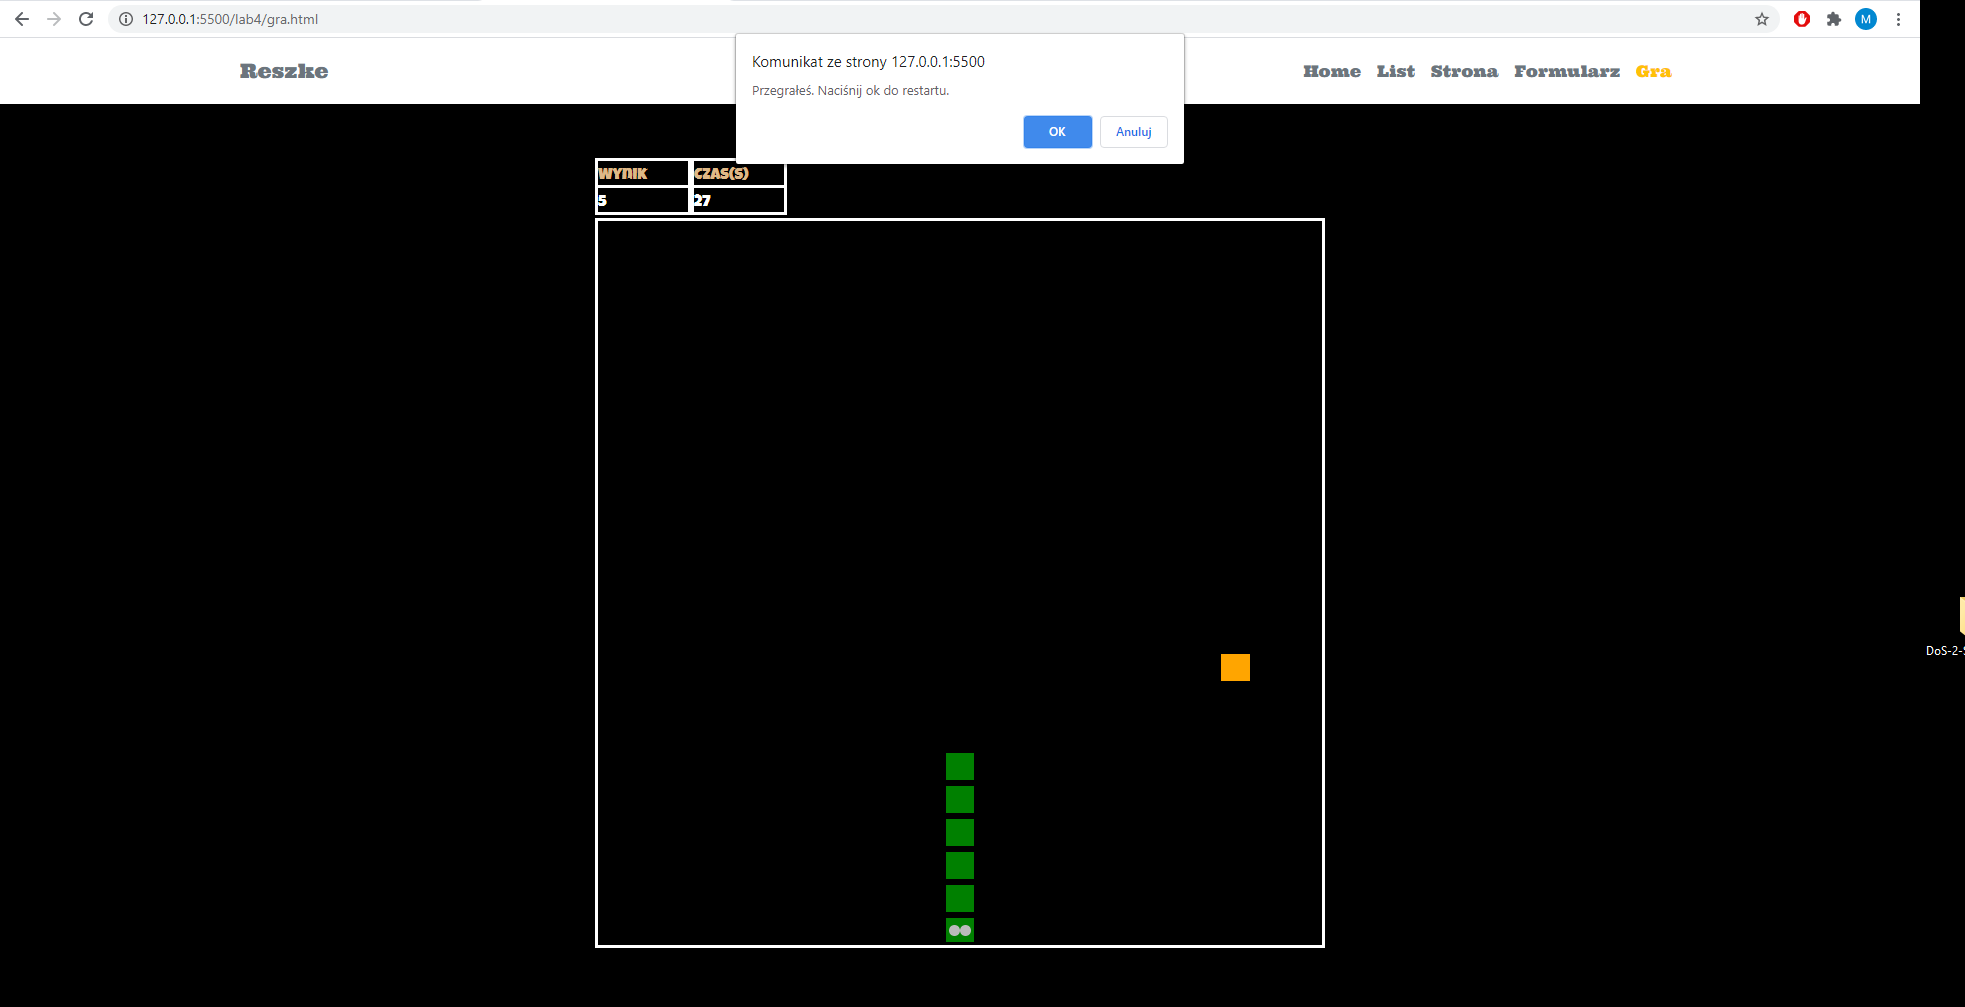 127.0.0.1:5500/lab4/gra.html
M
Komunikat ze strony 127.0.0.1:5500
Przegrałeś. Naciśnij ok do restartu.
OK Anuluj
Reszke Home List Strona Formularz Gra
WYNIK CZAS(S)
5 27
DoS-2-